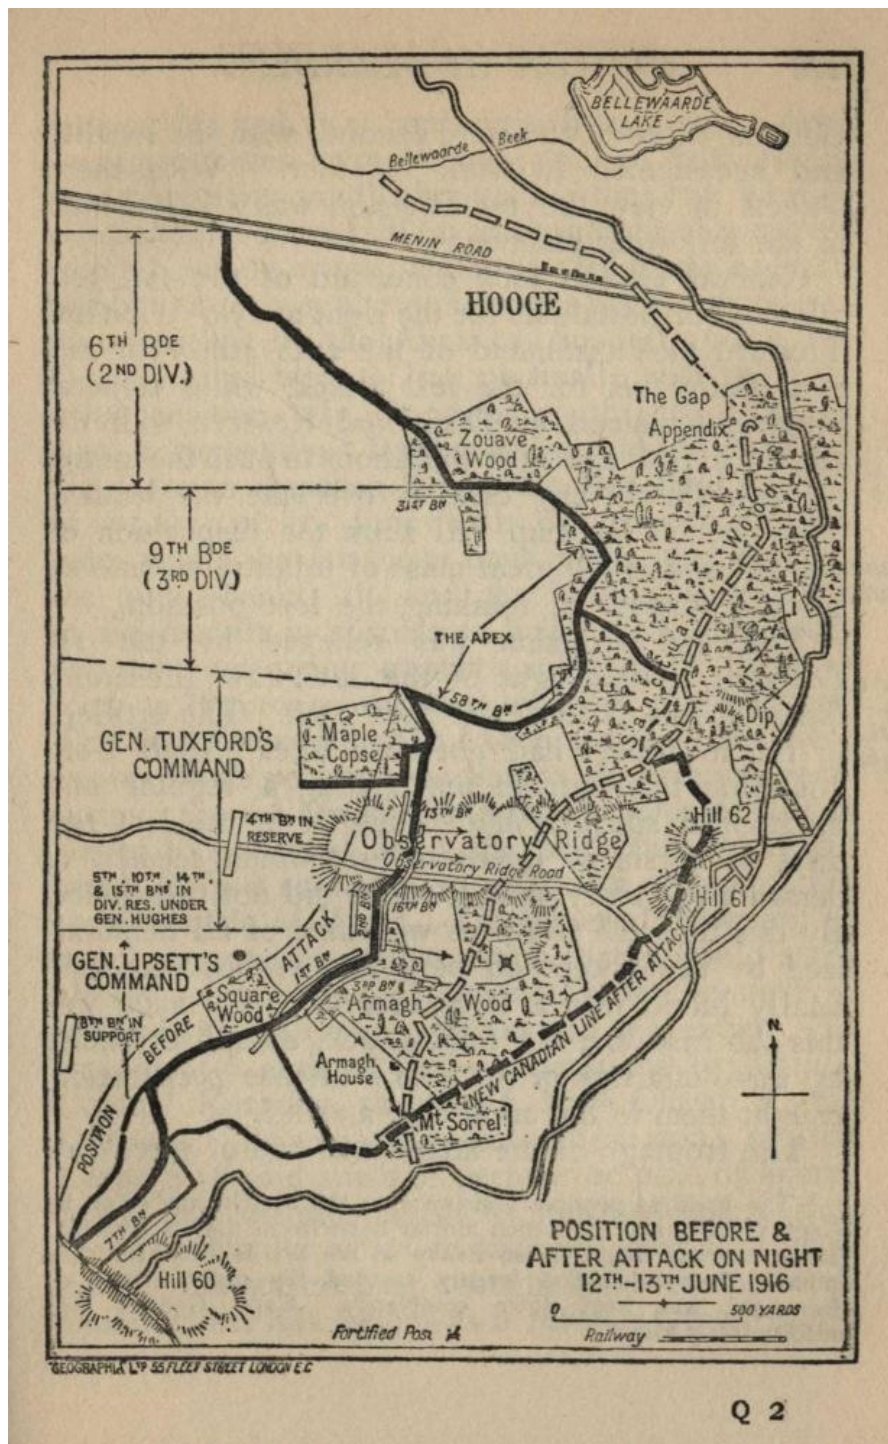 BELLEWAARDE
LAKE
Bellewaarde Beek
MENIN ROAD
HOOGE
6TH BDE
(2ND DIV.)
The Gap
Appendix
Zouave
Wood
31ST BN
9TH BDE
(3RD DIV.)
Sanctuary Wood
THE APEX
58TH BN
GEN. TUXFORD'S
COMMAND
Maple
Copse
Dip
4TH BN IN
RESERVE
13TH BN
Hill 62
Observatory Ridge
Observatory Ridge Road
5TH, 10TH, 14TH,
& 15TH BNS IN
DIV. RES. UNDER
GEN. HUGHES
2ND BN
16TH BN
Hill 61
GEN. LIPSETT'S
COMMAND
POSITION BEFORE ATTACK
1ST BN
3RD BN
Square
Wood
Armagh Wood
8TH BN IN
SUPPORT
NEW CANADIAN LINE AFTER ATTACK
Armagh
House
N.
Mt Sorrel
7TH BN
Hill 60
POSITION BEFORE &
AFTER ATTACK ON NIGHT
12TH-13TH JUNE 1916
0 500 YARDS
Fortified Post
Railway
"GEOGRAPHIA" LTD 55 FLEET STREET LONDON E.C
Q 2